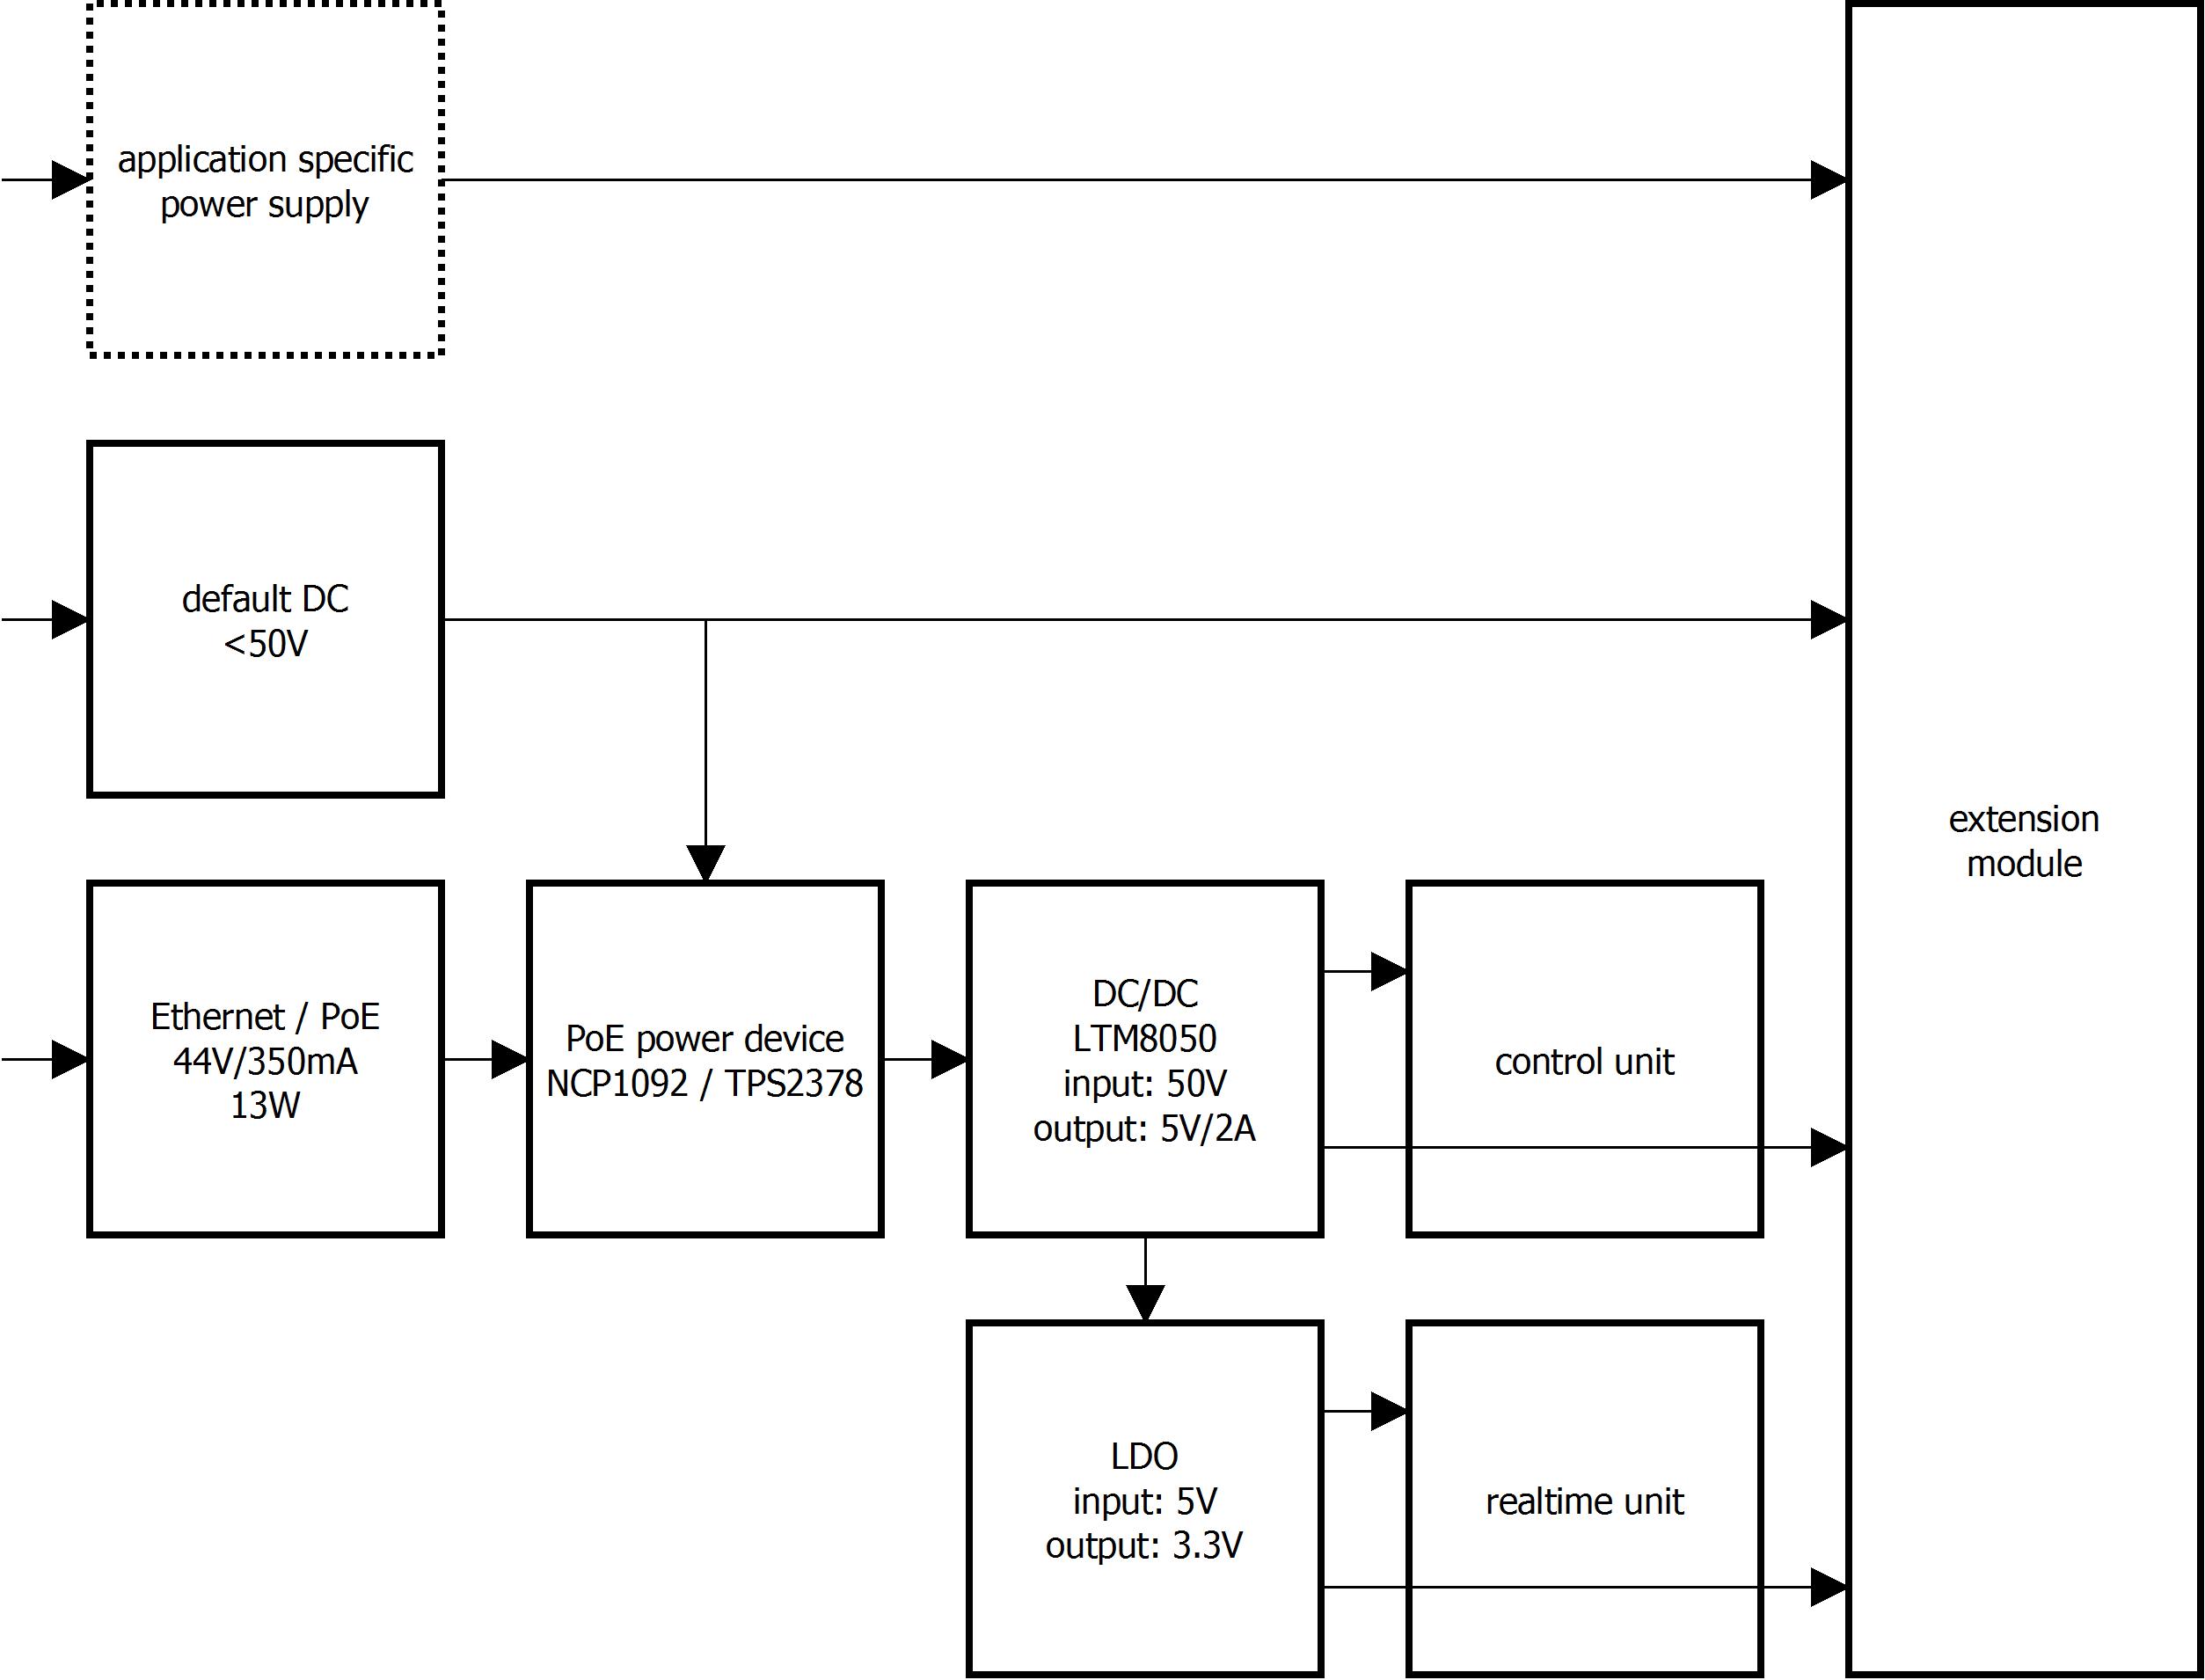 application specific
power supply
default DC
<50V
extension
module
Ethernet / PoE
44V/350mA
13W
PoE power device
NCP1092 / TPS2378
DC/DC
LTM8050
input: 50V
output: 5V/2A
control unit
LDO
input: 5V
output: 3.3V
realtime unit